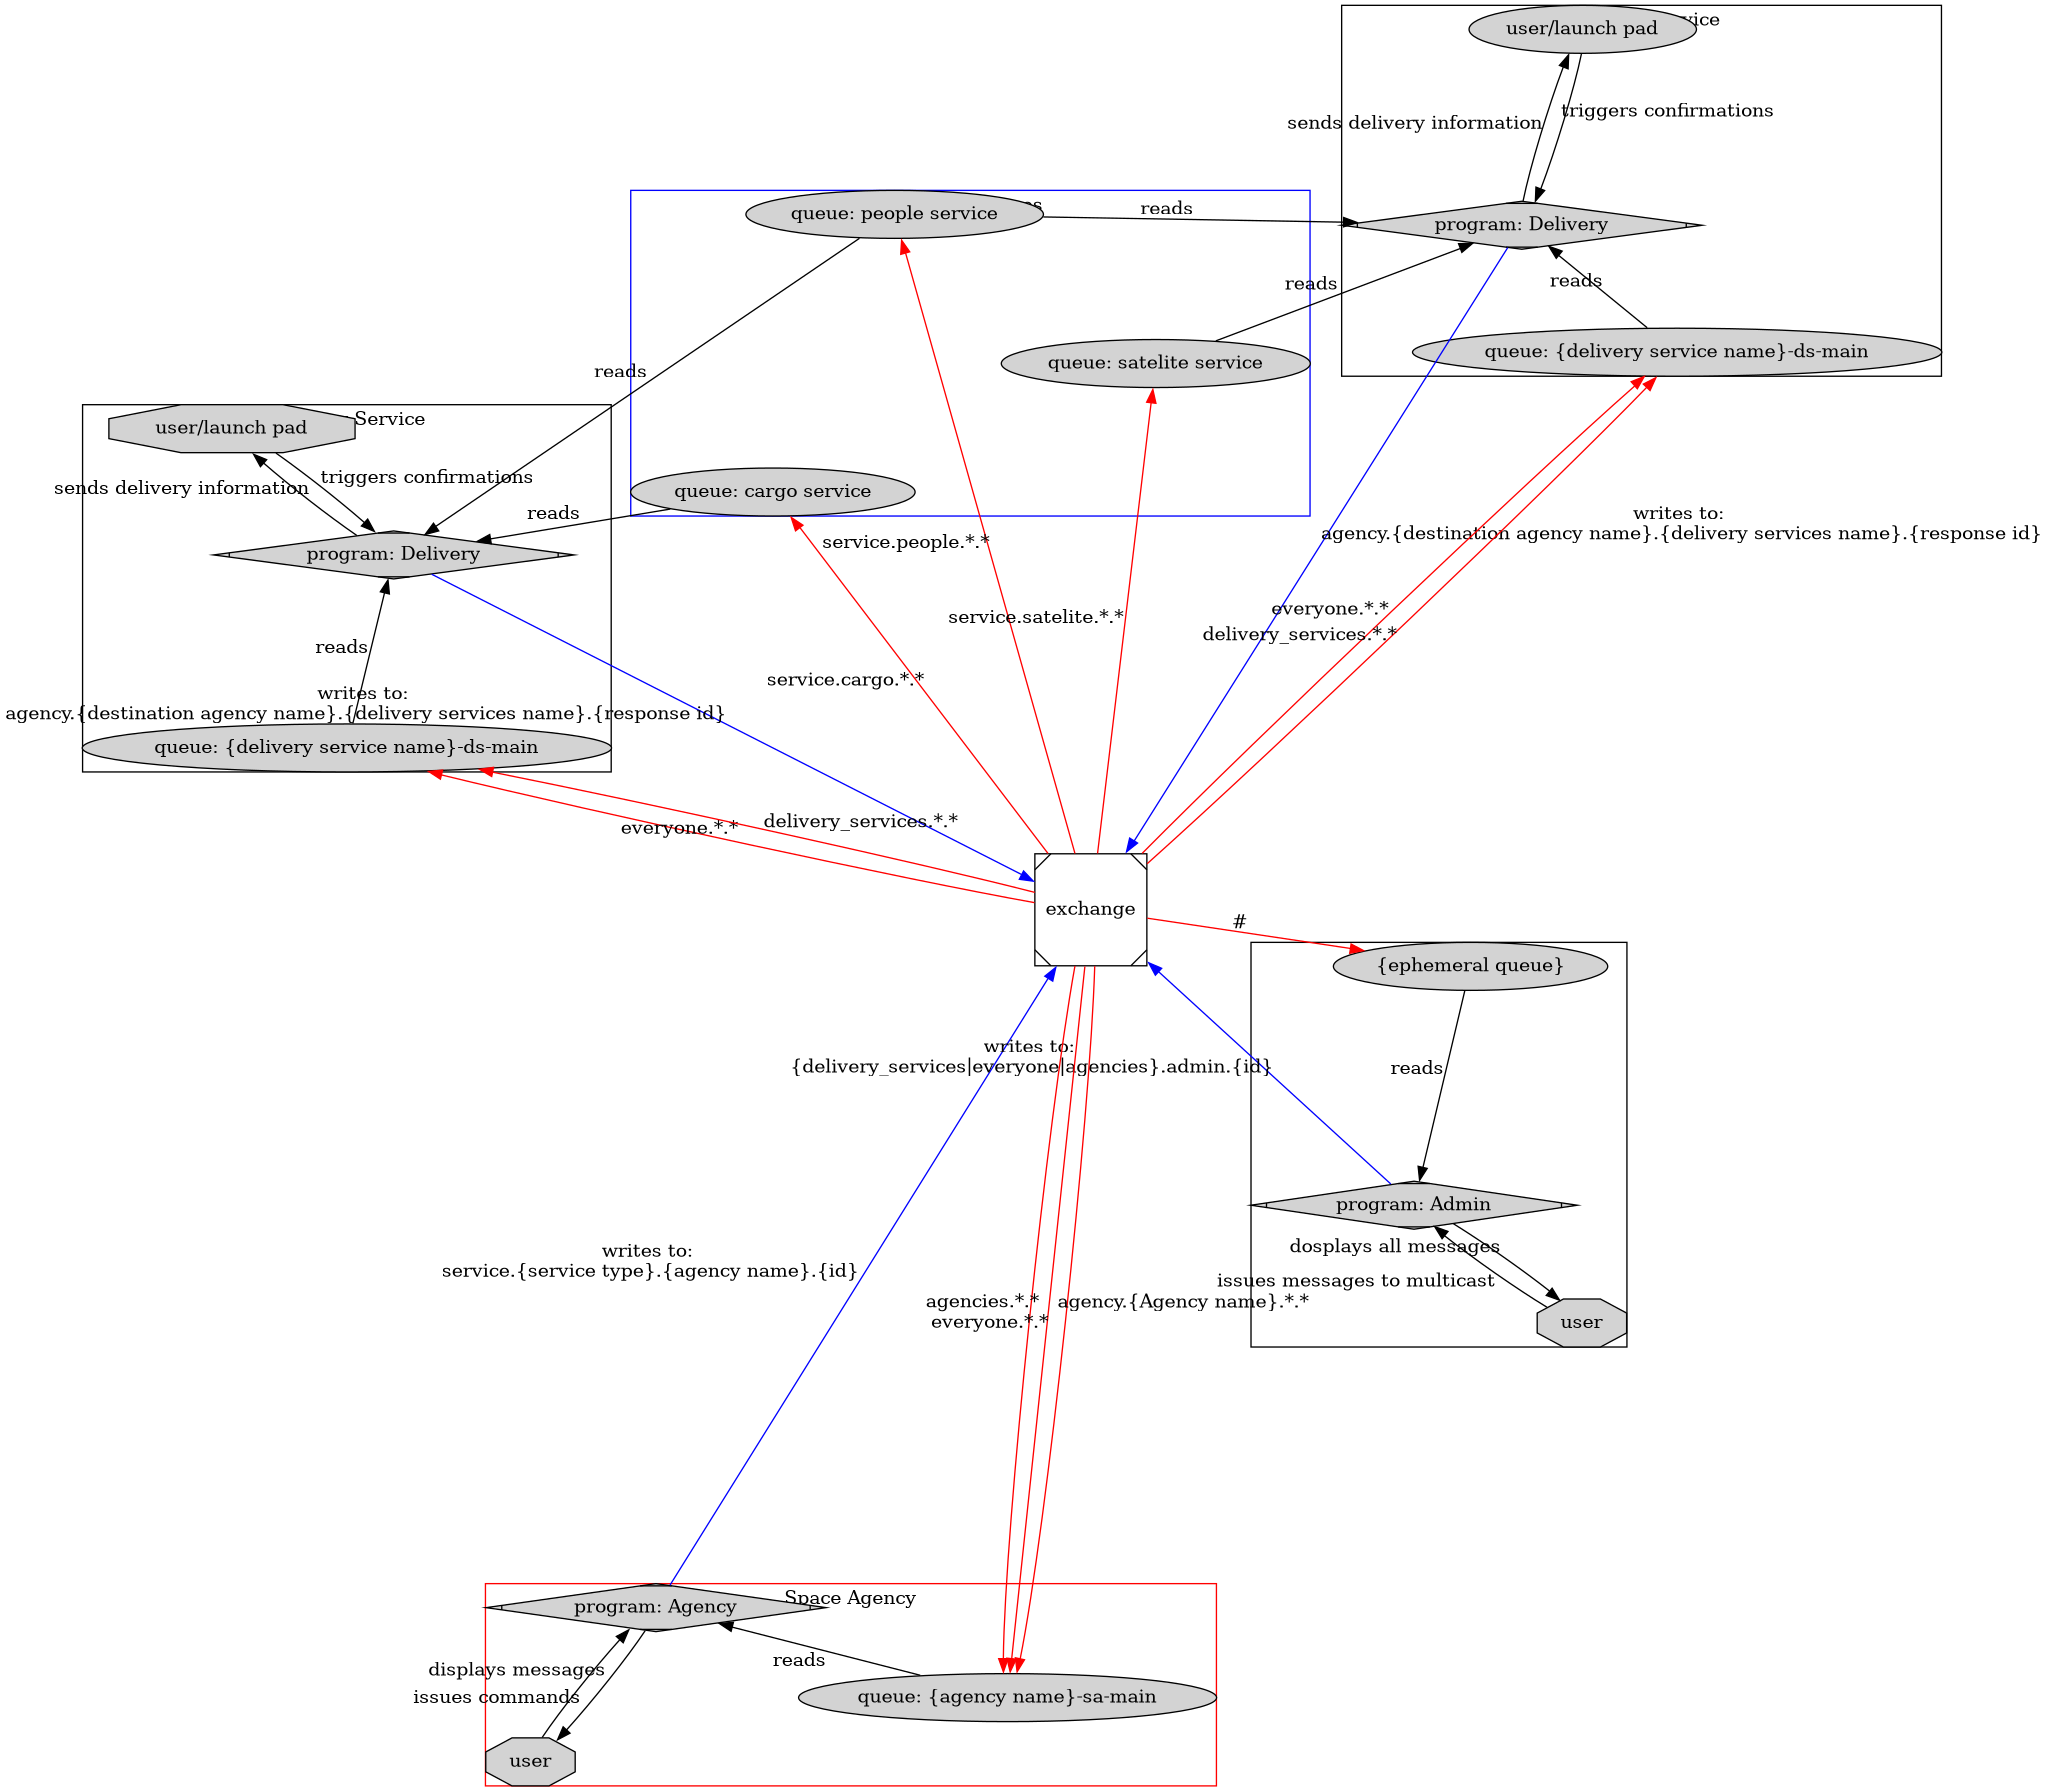 user/launch pad
vice
sends delivery information
triggers confirmations
program: Delivery
reads
queue: {delivery service name}-ds-main
queue: people service
reads
reads
queue: satelite service
reads
queue: cargo service
reads
Service
user/launch pad
sends delivery information
triggers confirmations
program: Delivery
reads
writes to:
agency.{destination agency name}.{delivery services name}.{response id}
queue: {delivery service name}-ds-main
service.people.*.*
service.satelite.*.*
service.cargo.*.*
writes to:
agency.{destination agency name}.{delivery services name}.{response id}
everyone.*.*
delivery_services.*.*
delivery_services.*.*
everyone.*.*
exchange
#
{ephemeral queue}
reads
writes to:
{delivery_services|everyone|agencies}.admin.{id}
program: Admin
dosplays all messages
issues messages to multicast
user
writes to:
service.{service type}.{agency name}.{id}
agencies.*.*
everyone.*.*
agency.{Agency name}.*.*
Space Agency
program: Agency
displays messages
issues commands
reads
queue: {agency name}-sa-main
user